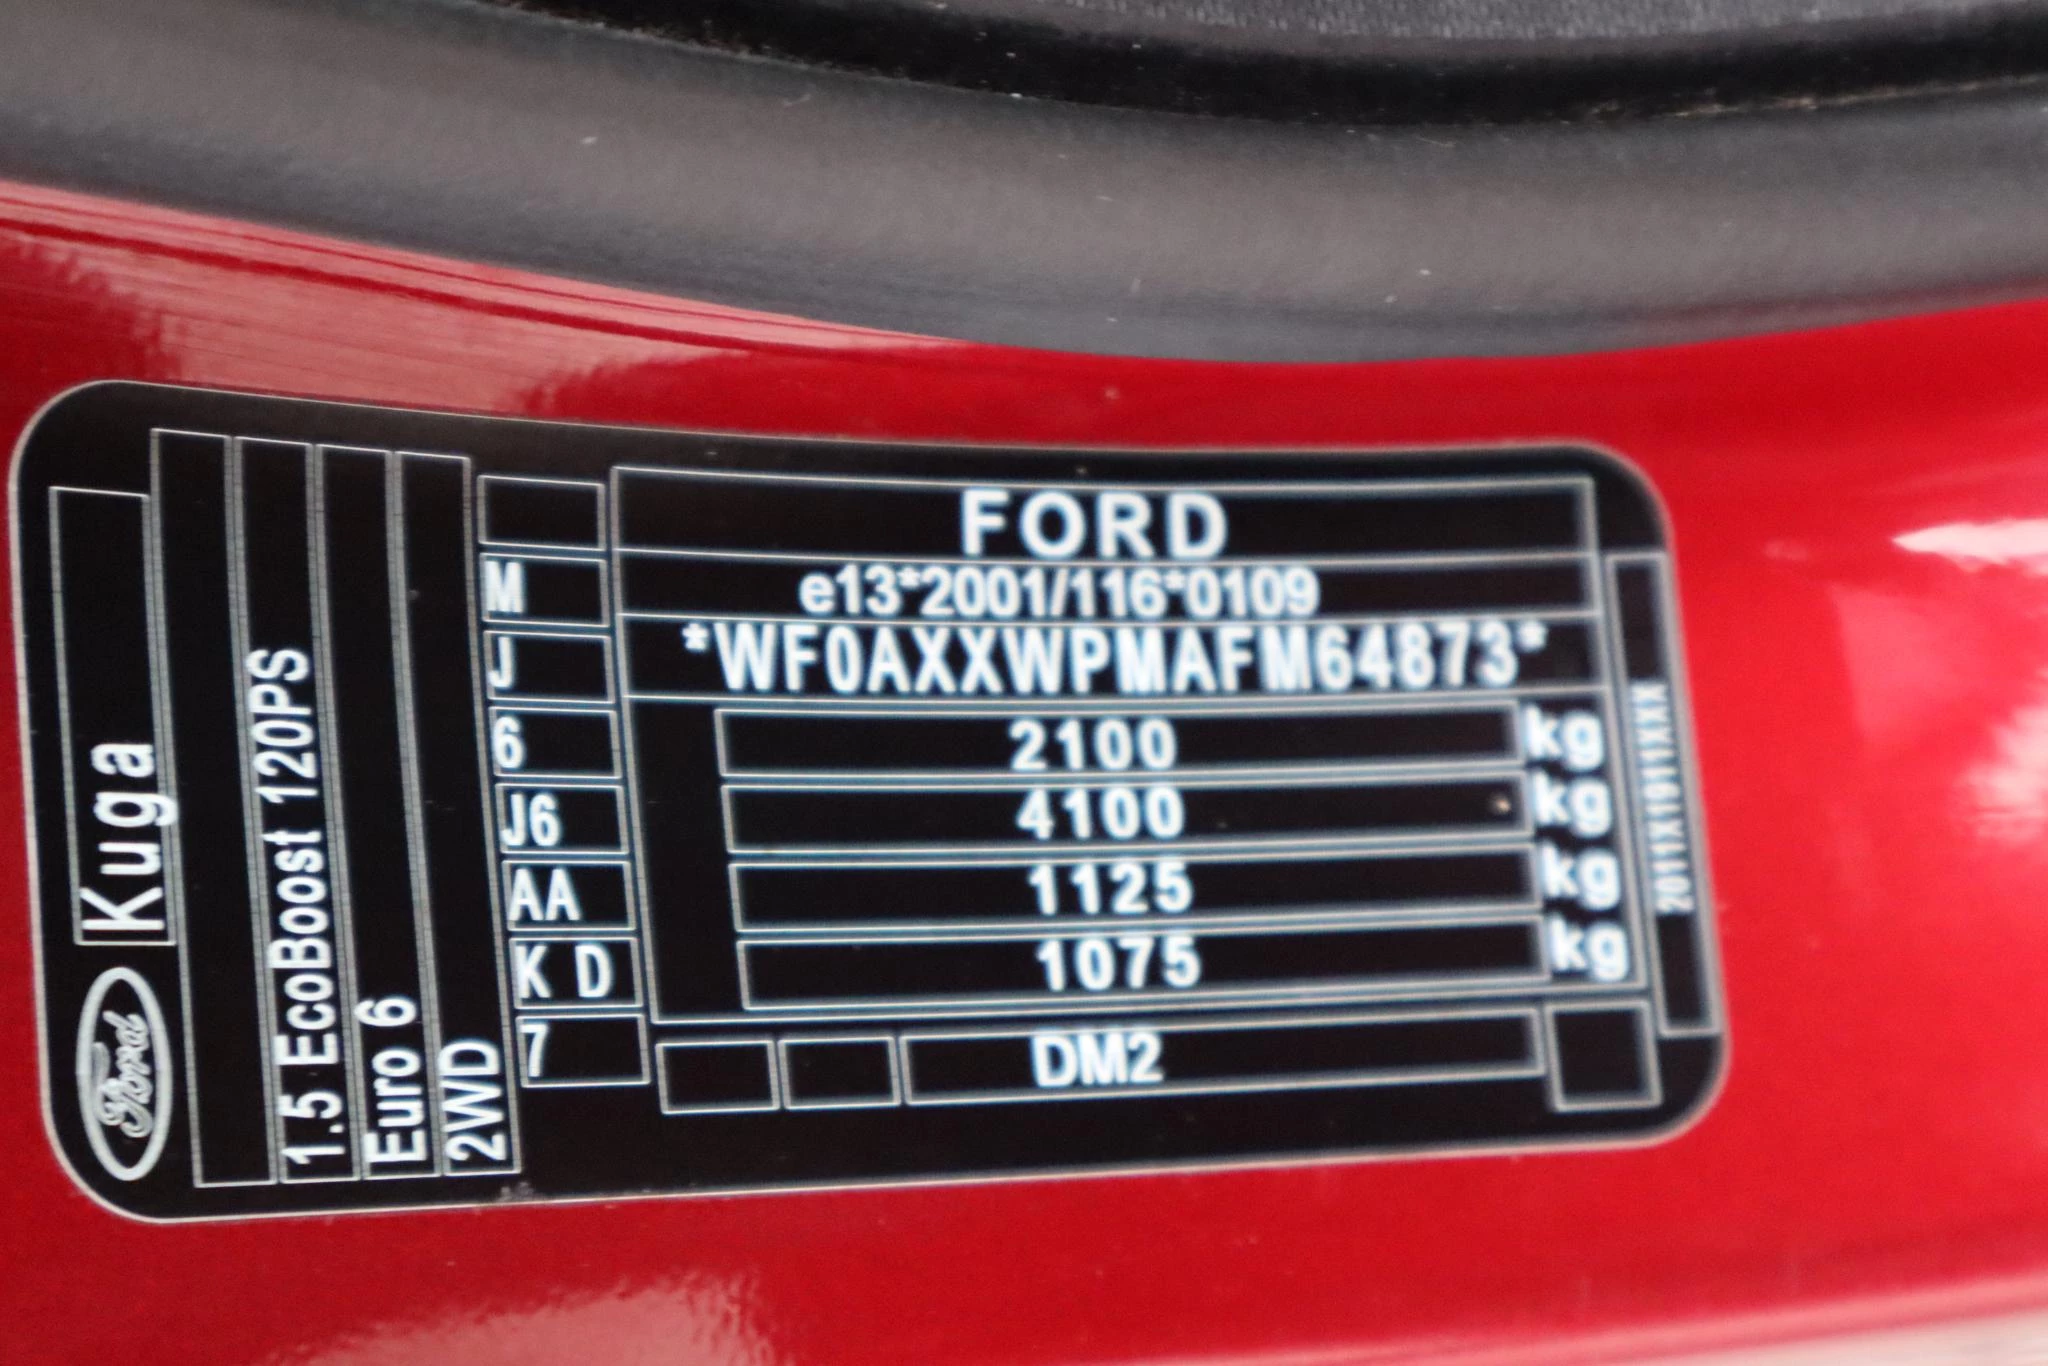 Ford
Kuga
1.5 EcoBoost 120PS
Euro 6
2WD
FORD
M e13*2001/116*0109
J *WF0AXXWPMAFM64873*
6 2100 kg
J6 4100 kg
AA 1125 kg
K D 1075 kg
7 DM2